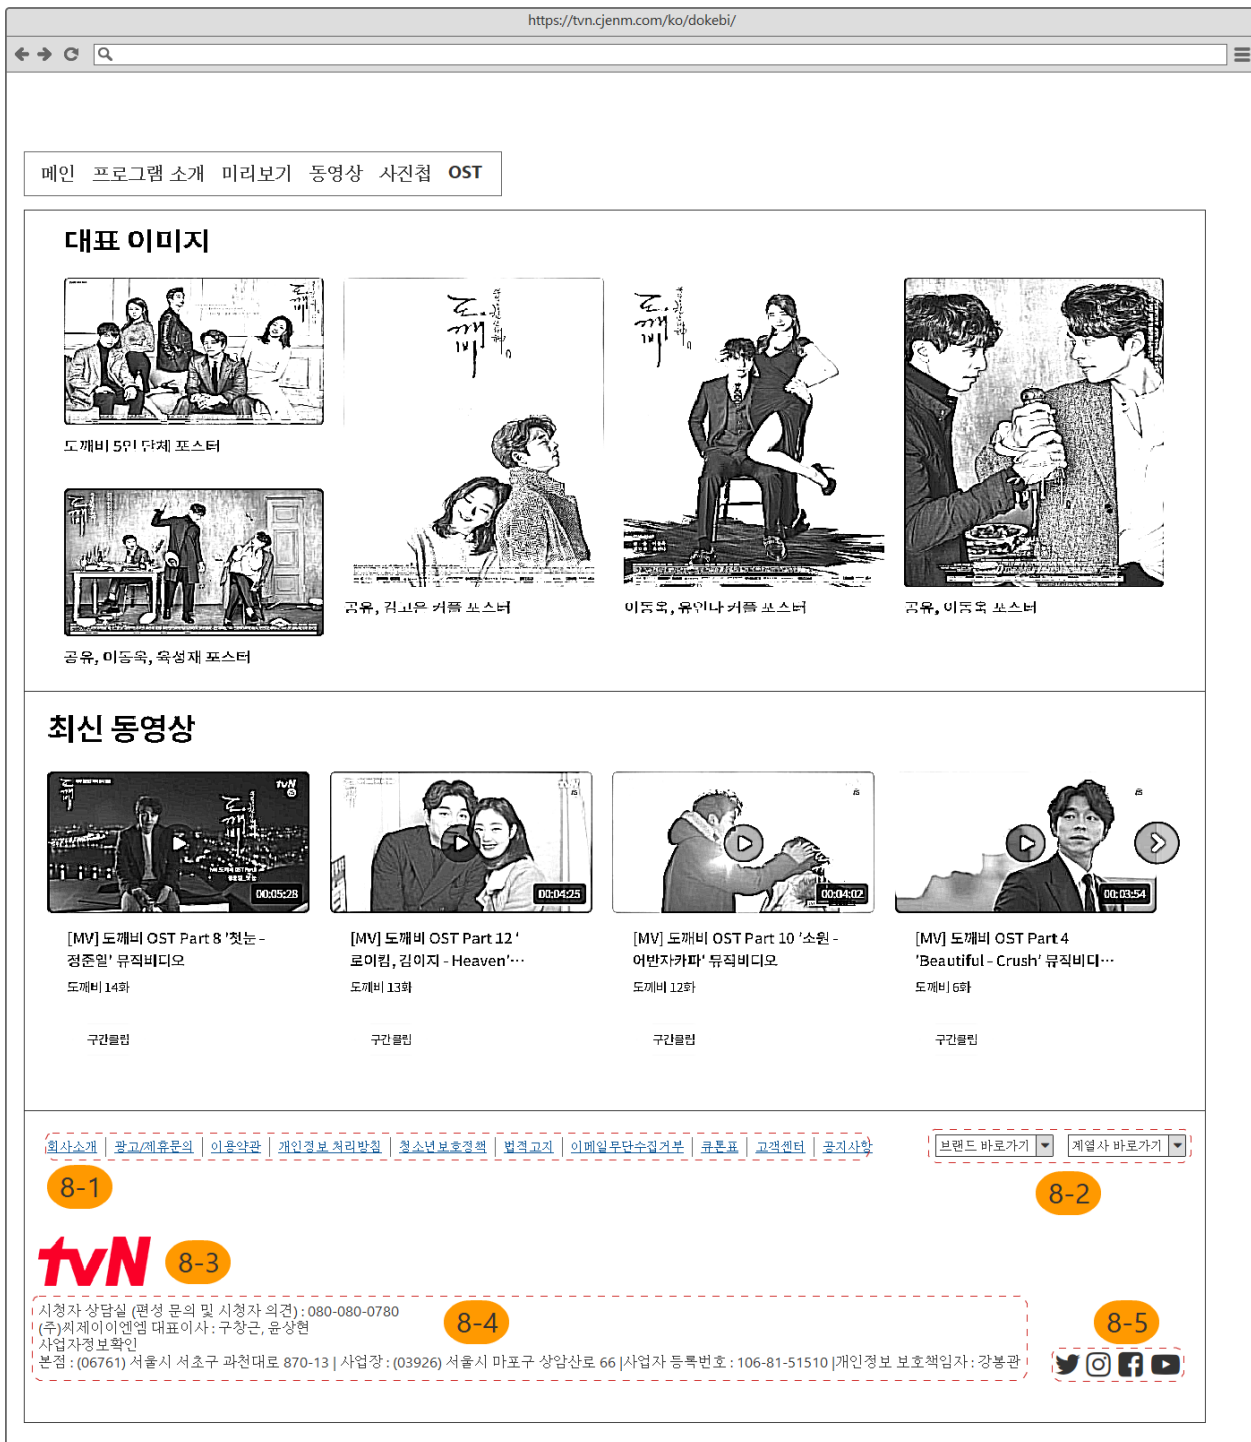 https://tvn.cjenm.com/ko/dokebi/
메인 프로그램 소개 미리보기 동영상 사진첩 OST
대표 이미지
도깨비
도깨비
도깨비 5인 단체 포스터
공유, 김고은 커플 포스터
이동욱, 유인나 커플 포스터
공유, 이동욱 포스터
공유, 이동욱, 육성재 포스터
최신 동영상
tvN
도깨비
00:05:28
00:04:25
00:04:02
00:03:54
[MV] 도깨비 OST Part 8 '첫눈 -
정준일' 뮤직비디오
도깨비 14화
구간클립
[MV] 도깨비 OST Part 12 '
로이킴, 김이지 - Heaven'…
도깨비 13화
구간클립
[MV] 도깨비 OST Part 10 '소원 -
어반자카파' 뮤직비디오
도깨비 12화
구간클립
[MV] 도깨비 OST Part 4
'Beautiful - Crush' 뮤직비디…
도깨비 6화
구간클립
회사소개 | 광고/제휴문의 | 이용약관 | 개인정보 처리방침 | 청소년보호정책 | 법적고지 | 이메일무단수집거부 | 큐톤표 | 고객센터 | 공지사항
브랜드 바로가기 계열사 바로가기
8-1
8-2
tvN
8-3
시청자 상담실 (편성 문의 및 시청자 의견) : 080-080-0780
8-4
8-5
(주)씨제이이엔엠 대표이사 : 구창근, 윤상현
사업자정보확인
본점 : (06761) 서울시 서초구 과천대로 870-13 | 사업장 : (03926) 서울시 마포구 상암산로 66 |사업자 등록번호 : 106-81-51510 |개인정보 보호책임자 : 강봉관